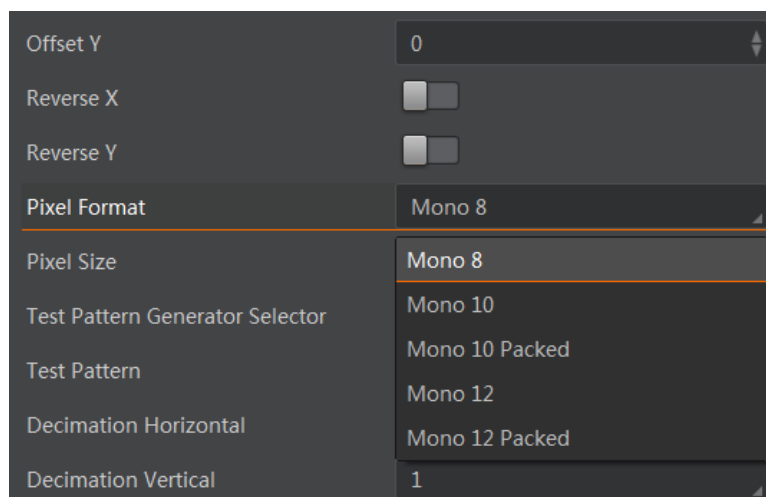 Offset Y 0
Reverse X
Reverse Y
Pixel Format Mono 8
Pixel Size Mono 8
Mono 10
Test Pattern Generator Selector
Mono 10 Packed
Test Pattern
Mono 12
Decimation Horizontal
Mono 12 Packed
Decimation Vertical 1